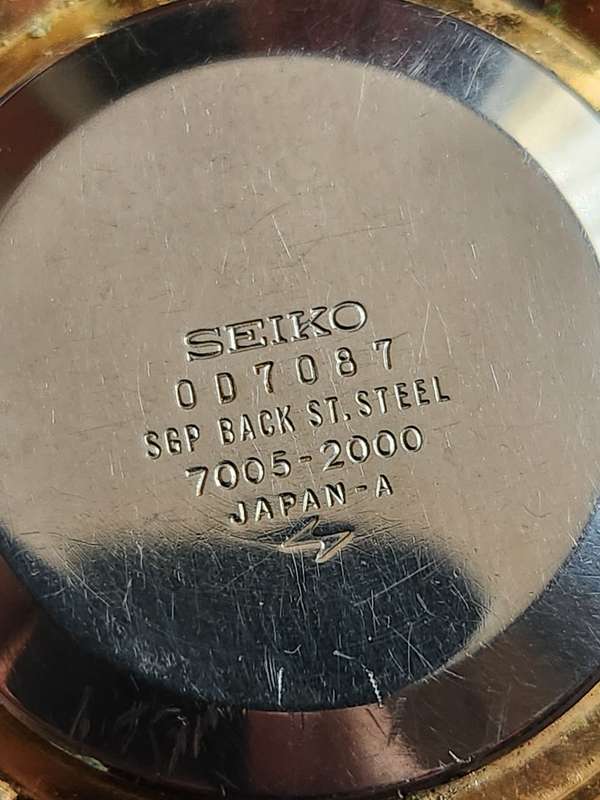 SEIKO
0D7087
SGP BACK ST.STEEL
7005-2000
JAPAN-A